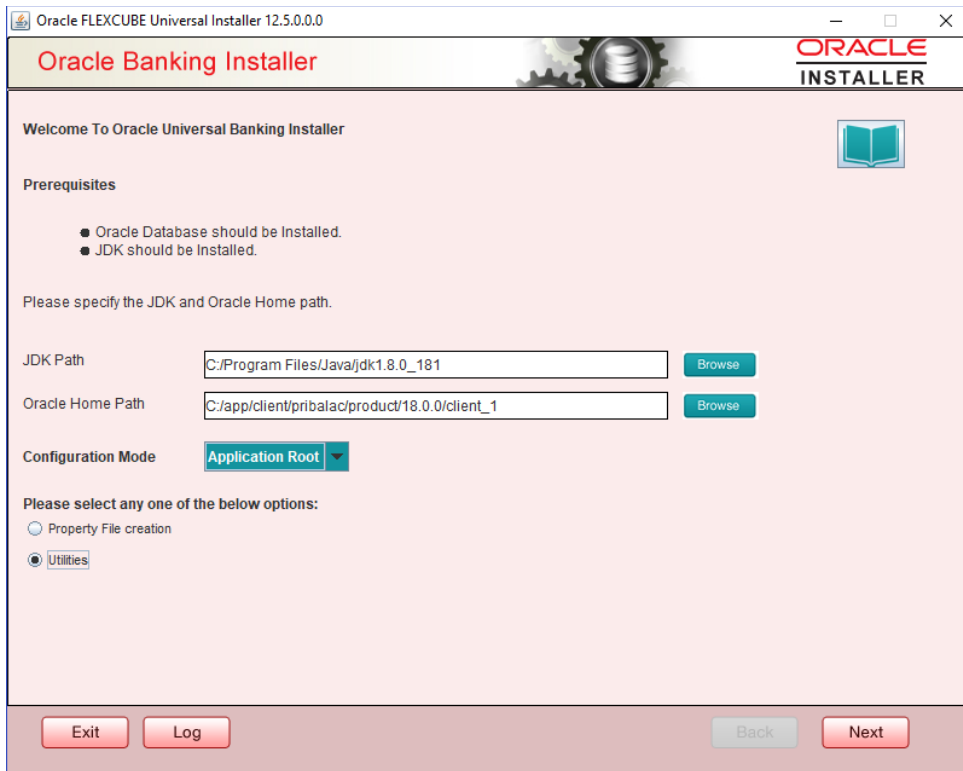 Oracle FLEXCUBE Universal Installer 12.5.0.0.0
Oracle Banking Installer
ORACLE
INSTALLER
Welcome To Oracle Universal Banking Installer
Prerequisites
Oracle Database should be Installed.
JDK should be Installed.
Please specify the JDK and Oracle Home path.
JDK Path C:/Program Files/Java/jdk1.8.0_181 Browse
Oracle Home Path C:/app/client/pribalac/product/18.0.0/client_1 Browse
Configuration Mode Application Root
Please select any one of the below options:
Property File creation
Utilities
Exit Log Back Next